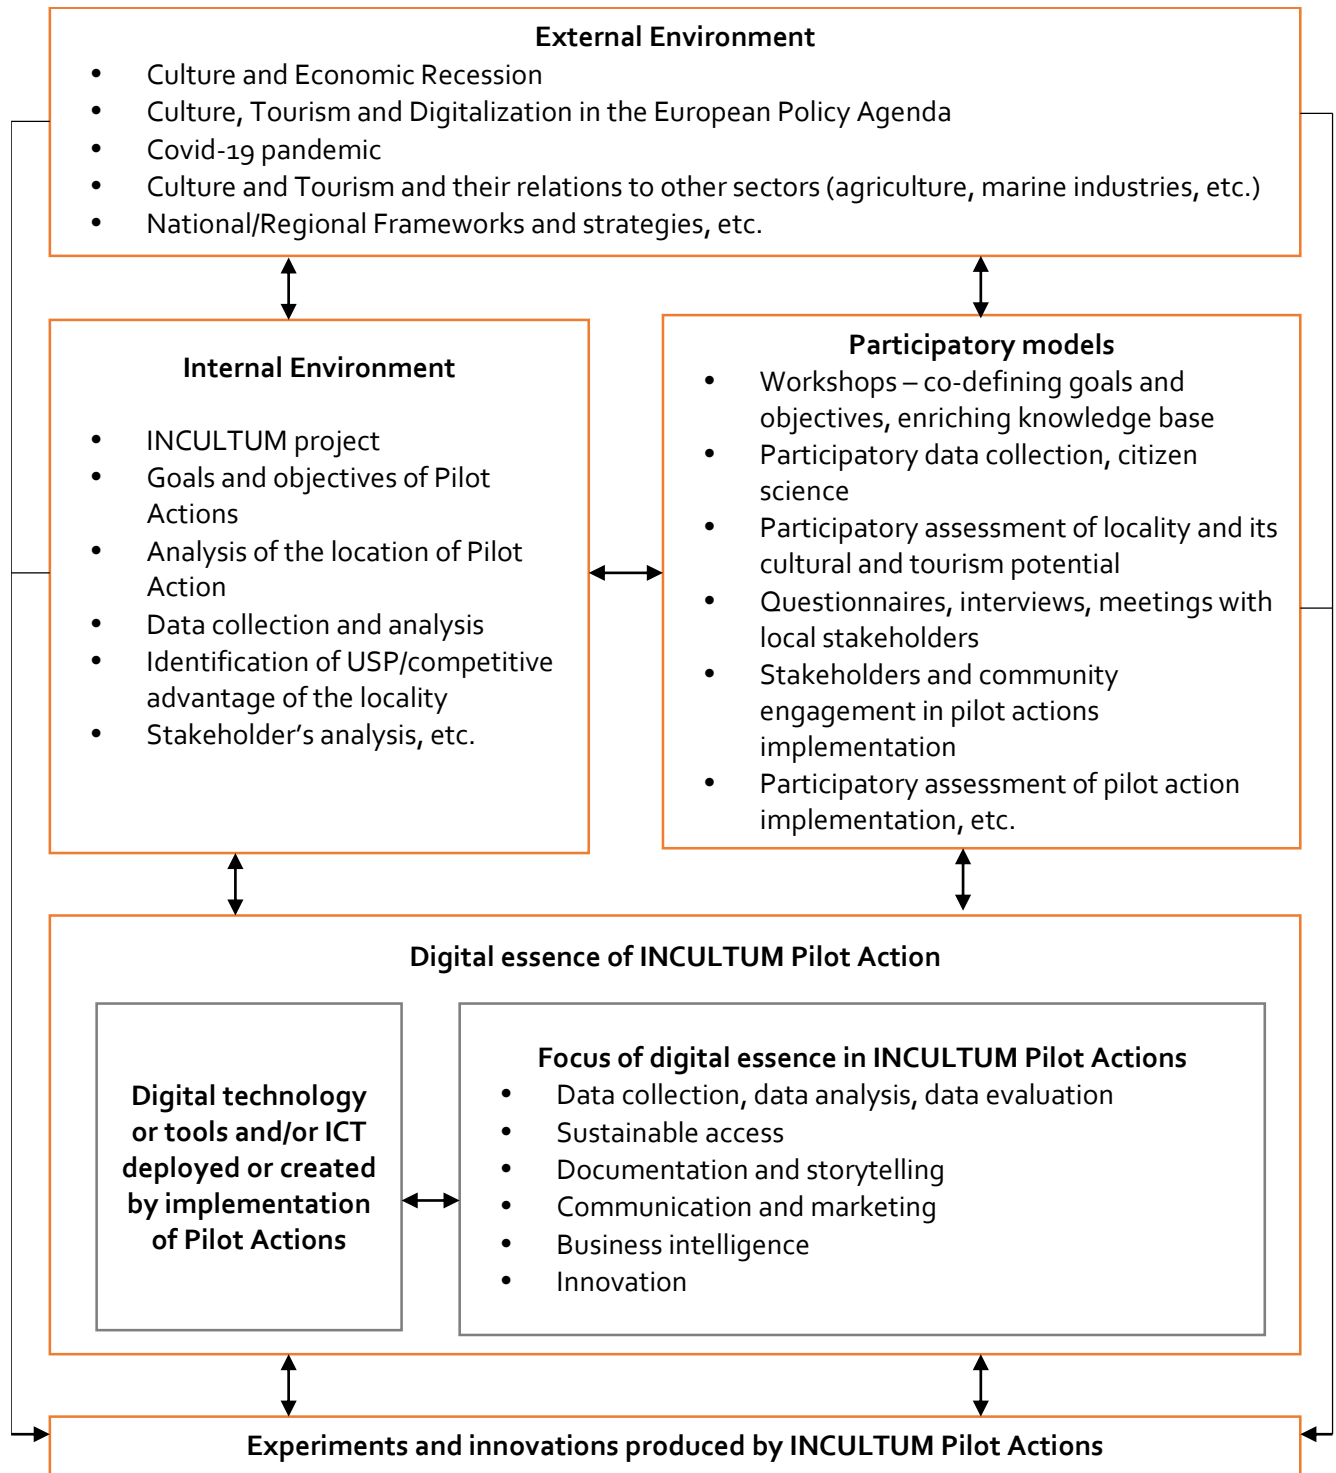 External Environment
• Culture and Economic Recession
• Culture, Tourism and Digitalization in the European Policy Agenda
• Covid-19 pandemic
• Culture and Tourism and their relations to other sectors (agriculture, marine industries, etc.)
• National/Regional Frameworks and strategies, etc.
Internal Environment
• INCULTUM project
• Goals and objectives of Pilot
Actions
• Analysis of the location of Pilot
Action
• Data collection and analysis
• Identification of USP/competitive
advantage of the locality
• Stakeholder’s analysis, etc.
Participatory models
• Workshops – co-defining goals and
objectives, enriching knowledge base
• Participatory data collection, citizen
science
• Participatory assessment of locality and its
cultural and tourism potential
• Questionnaires, interviews, meetings with
local stakeholders
• Stakeholders and community
engagement in pilot actions
implementation
• Participatory assessment of pilot action
implementation, etc.
Digital essence of INCULTUM Pilot Action
Digital technology
or tools and/or ICT
deployed or created
by implementation
of Pilot Actions
Focus of digital essence in INCULTUM Pilot Actions
• Data collection, data analysis, data evaluation
• Sustainable access
• Documentation and storytelling
• Communication and marketing
• Business intelligence
• Innovation
Experiments and innovations produced by INCULTUM Pilot Actions